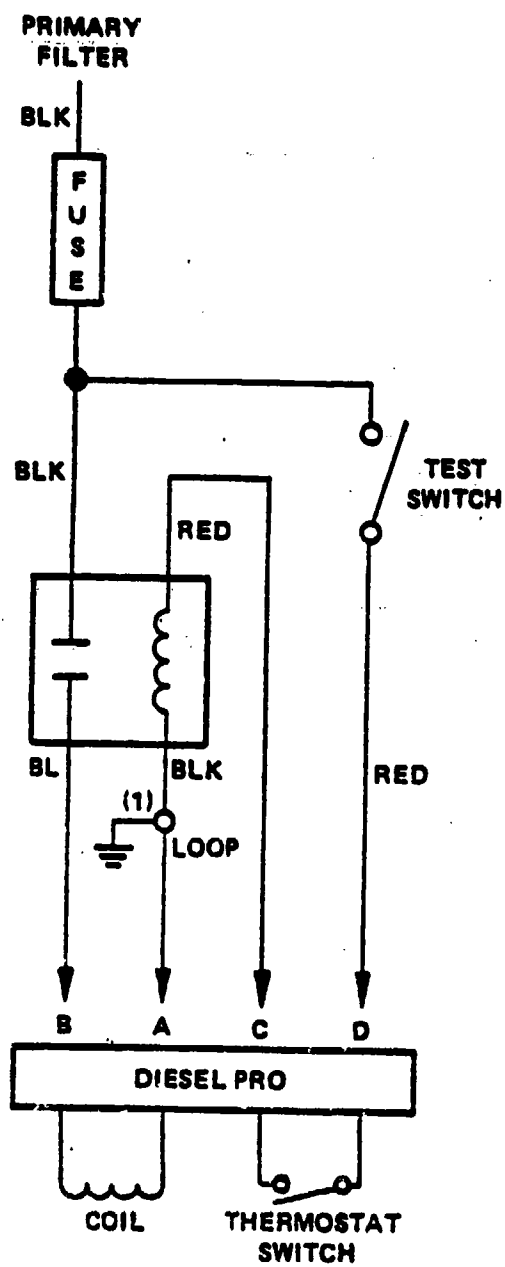 PRIMARY
FILTER
BLK
FUSE
BLK
RED
TEST
SWITCH
BL
BLK
RED
(1)
LOOP
B A C D
DIESEL PRO
COIL
THERMOSTAT
SWITCH